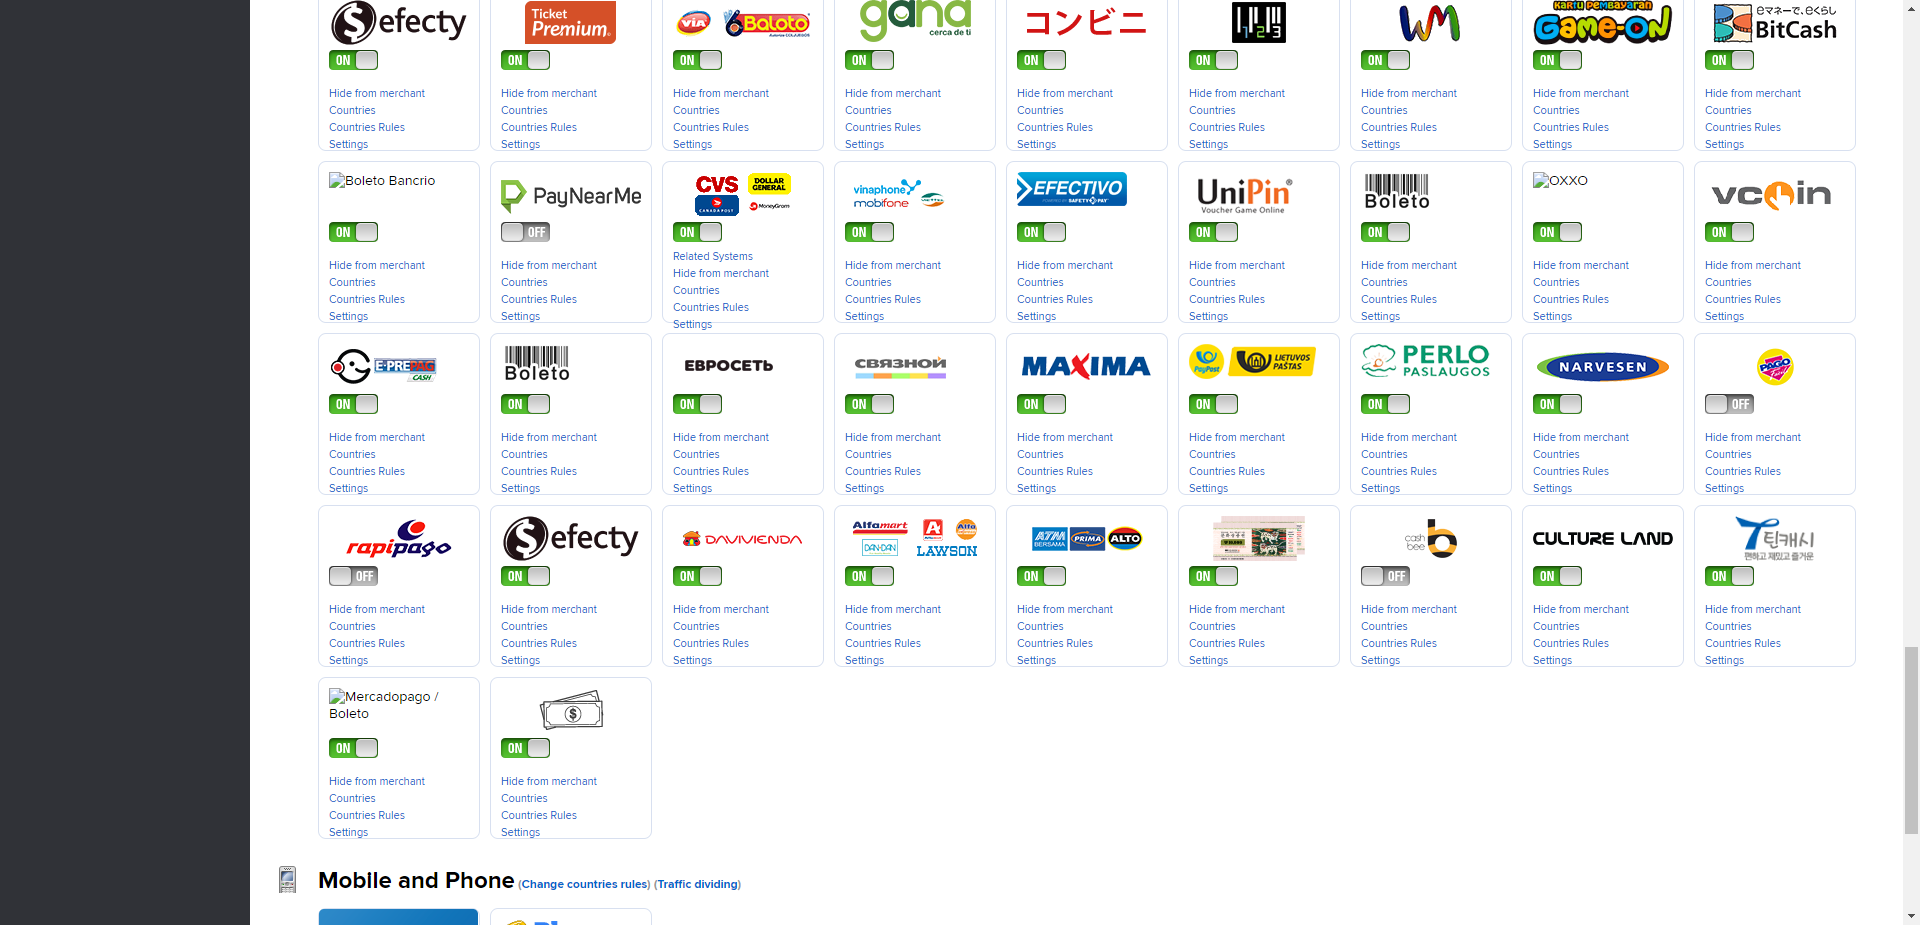 efecty
Ticket
Premium.
ViA Baloto
gana
cerca de ti
コンビニ
KARTU PEMBAYARAN
GAME-ON
eマネーで、eくらし
BitCash
ON ON ON ON ON ON ON ON ON
Hide from merchant Hide from merchant Hide from merchant Hide from merchant Hide from merchant Hide from merchant Hide from merchant Hide from merchant Hide from merchant
Countries Countries Countries Countries Countries Countries Countries Countries Countries
Countries Rules Countries Rules Countries Rules Countries Rules Countries Rules Countries Rules Countries Rules Countries Rules Countries Rules
Settings Settings Settings Settings Settings Settings Settings Settings Settings
Boleto Bancrio
PayNearMe
CVS DOLLAR GENERAL
CANADA POST MoneyGram
vinaphone
mobifone
EFECTIVO
POWERED BY SAFETY PAY
UniPin
Voucher Game Online
Boleto
OXXO
vcoin
ON OFF ON ON ON ON ON ON ON
Related Systems
Hide from merchant Hide from merchant Hide from merchant Hide from merchant Hide from merchant Hide from merchant Hide from merchant Hide from merchant Hide from merchant
Countries Countries Countries Countries Countries Countries Countries Countries Countries
Countries Rules Countries Rules Countries Rules Countries Rules Countries Rules Countries Rules Countries Rules Countries Rules Countries Rules
Settings Settings Settings Settings Settings Settings Settings Settings Settings
E-PREPAG
CASH
Boleto
ЕВРОСЕТЬ
СВЯЗНОЙ
MAXIMA
PayPost LIETUVOS PAŠTAS
PERLO
PASLAUGOS
NARVESEN
PAGO Fácil
ON ON ON ON ON ON ON ON OFF
Hide from merchant Hide from merchant Hide from merchant Hide from merchant Hide from merchant Hide from merchant Hide from merchant Hide from merchant Hide from merchant
Countries Countries Countries Countries Countries Countries Countries Countries Countries
Countries Rules Countries Rules Countries Rules Countries Rules Countries Rules Countries Rules Countries Rules Countries Rules Countries Rules
Settings Settings Settings Settings Settings Settings Settings Settings Settings
rapipago
efecty
DAVIVIENDA
Alfamart Alfa
DAN+DAN LAWSON
ATM BERSAMA PRIMA ALTO
cash bee
CULTURE LAND
틴캐시
편하고 재밌고 즐거운
OFF ON ON ON ON ON OFF ON ON
Hide from merchant Hide from merchant Hide from merchant Hide from merchant Hide from merchant Hide from merchant Hide from merchant Hide from merchant Hide from merchant
Countries Countries Countries Countries Countries Countries Countries Countries Countries
Countries Rules Countries Rules Countries Rules Countries Rules Countries Rules Countries Rules Countries Rules Countries Rules Countries Rules
Settings Settings Settings Settings Settings Settings Settings Settings Settings
Mercadopago /
Boleto
ON ON
Hide from merchant Hide from merchant
Countries Countries
Countries Rules Countries Rules
Settings Settings
Mobile and Phone (Change countries rules) (Traffic dividing)